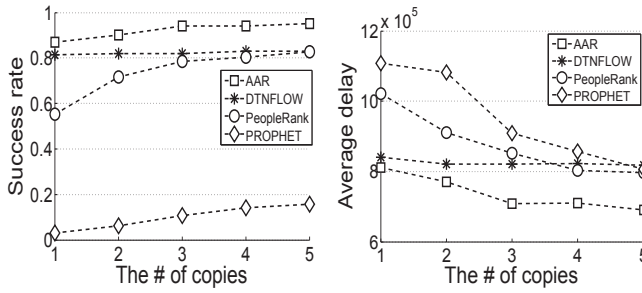 Success rate
1
0.8
0.6
0.4
0.2
0
AAR
DTNFLOW
PeopleRank
PROPHET
1 2 3 4 5
The # of copies
Average delay
x 10^5
12
10
8
6
AAR
DTNFLOW
PeopleRank
PROPHET
1 2 3 4 5
The # of copies